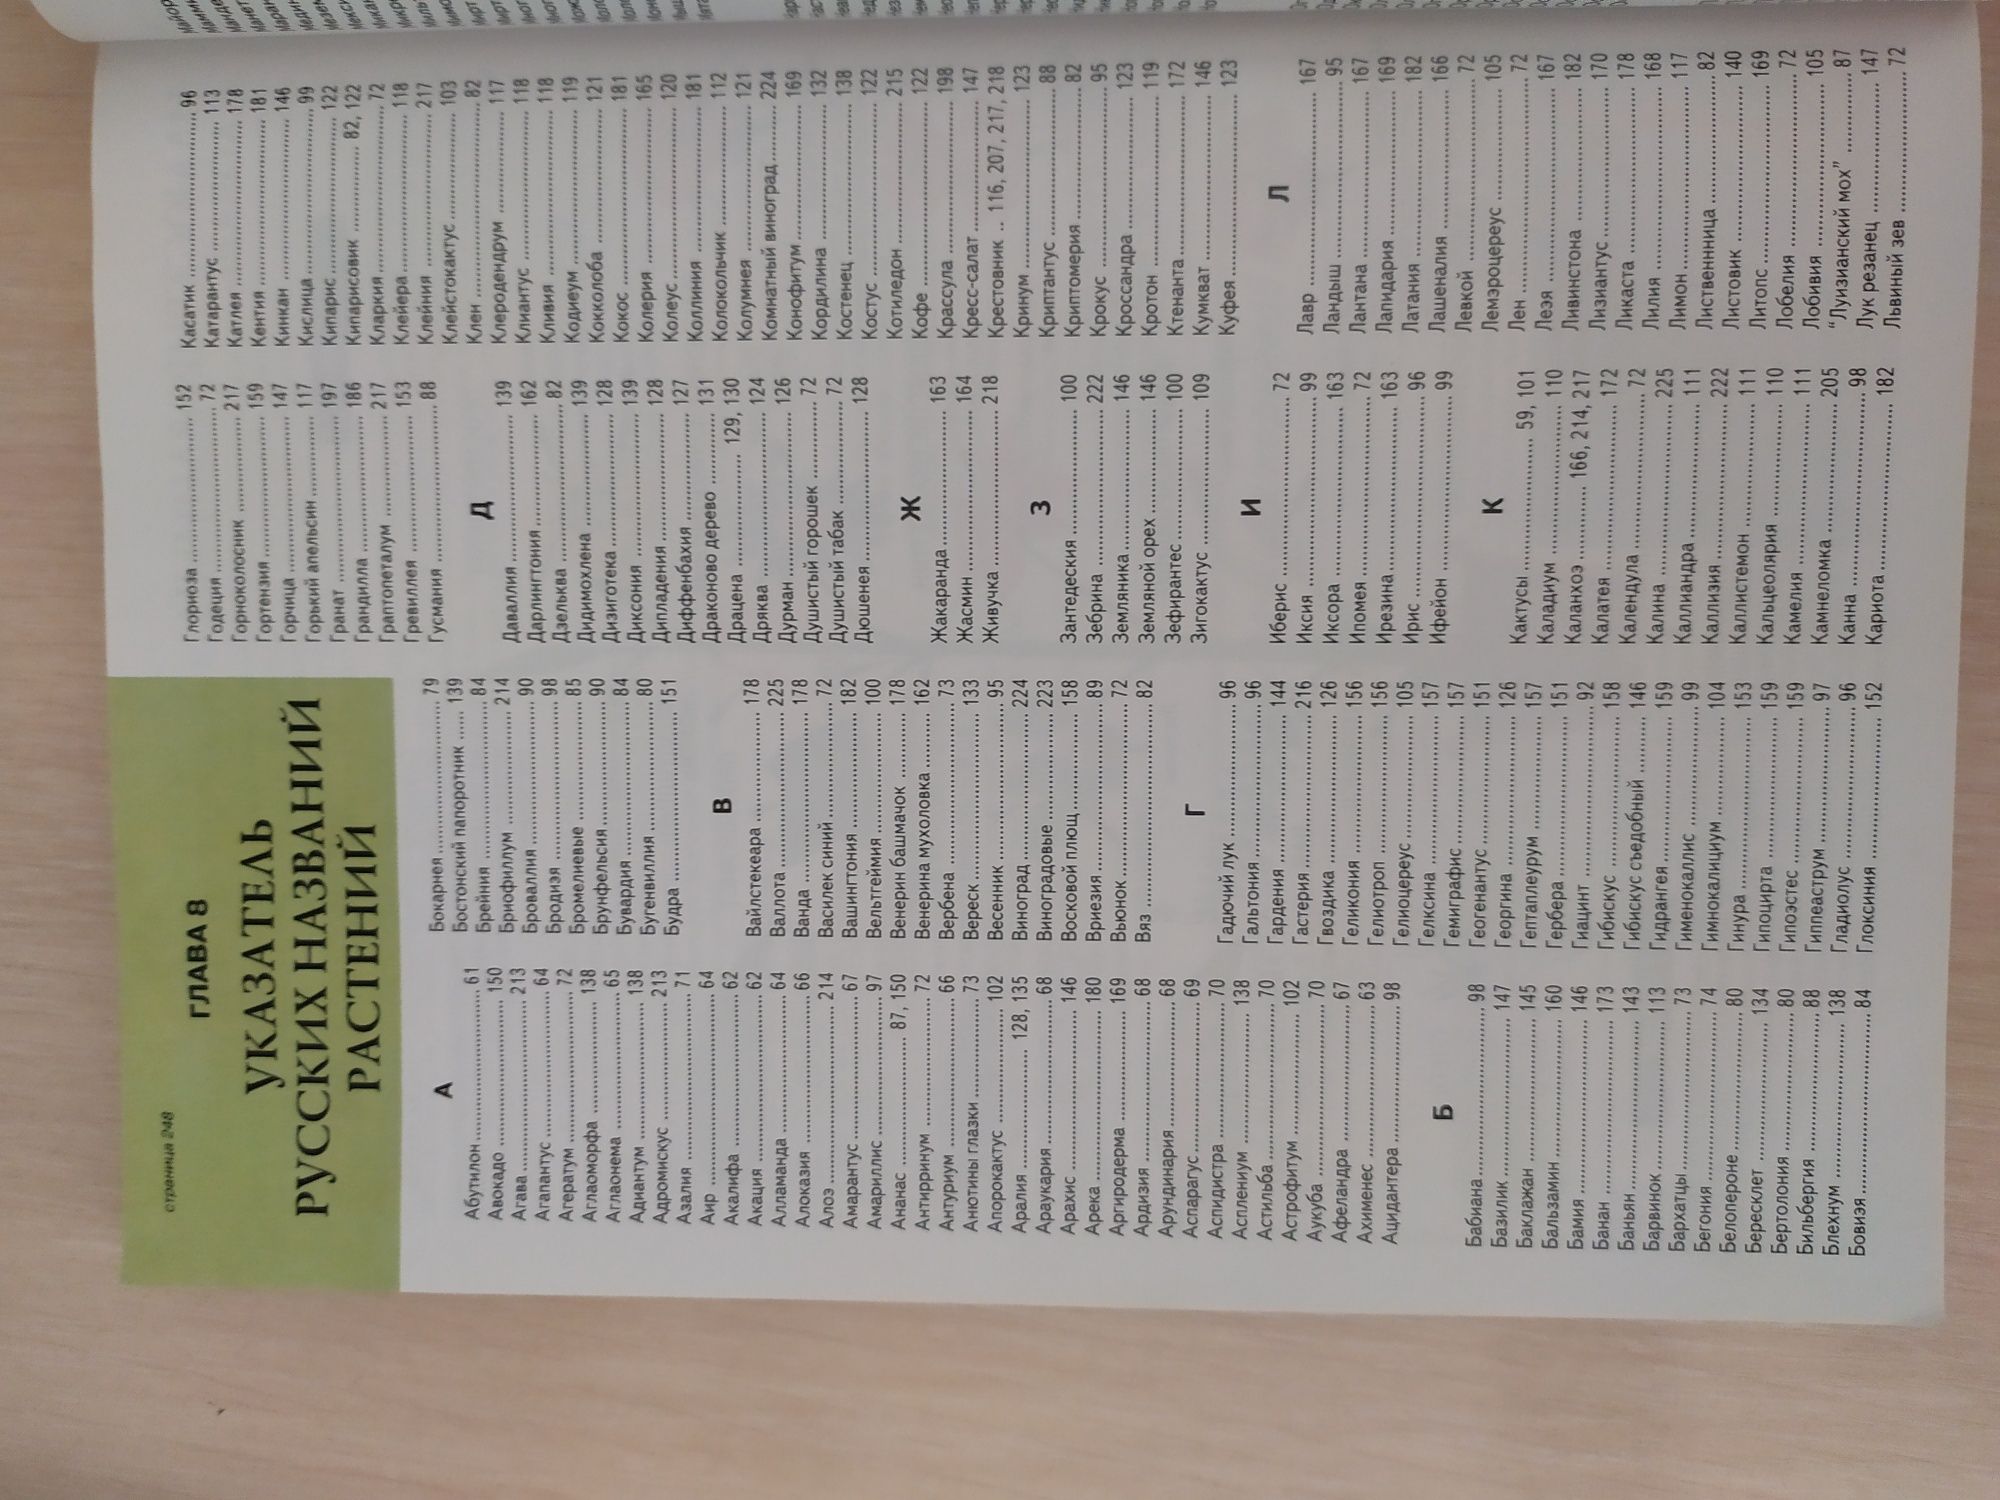 страница 248
ГЛАВА 8
УКАЗАТЕЛЬ
РУССКИХ НАЗВАНИЙ
РАСТЕНИЙ
А
Абутилон 61
Авокадо 150
Агава 213
Агапантус 64
Агератум 72
Аглаоморфа 138
Аглаонема 65
Адиантум 138
Адромискус 213
Азалия 71
Аир 64
Акалифа 62
Акация 62
Алламанда 64
Алоказия 66
Алоэ 214
Амарантус 67
Амариллис 97
Ананас 87, 150
Антирринум 72
Антуриум 66
Анютины глазки 73
Апорокактус 102
Аралия 128, 135
Араукария 68
Арахис 146
Арека 180
Аргиродерма 169
Ардизия 68
Арундинария 68
Аспарагус 69
Аспидистра 70
Асплениум 138
Астильба 70
Астрофитум 102
Аукуба 70
Афеландра 67
Ахименес 63
Ацидантера 98
Б
Бабиана 98
Базилик 147
Баклажан 145
Бальзамин 160
Бамия 146
Банан 173
Баньян 143
Барвинок 113
Бархатцы 73
Бегония 74
Белопероне 80
Бересклет 134
Бертолония 80
Бильбергия 88
Блехнум 138
Бовиэя 84
Бокарнея 79
Бостонский папоротник 139
Брейния 84
Бриофиллум 214
Броваллия 90
Бродиэя 98
Бромелиевые 85
Брунфельсия 90
Бувардия 84
Бугенвиллия 80
Будра 151
В
Вайлстекеара 178
Валлота 225
Ванда 178
Василек синий 72
Вашингтония 182
Вельтгеймия 100
Венерин башмачок 178
Венерина мухоловка 162
Вербена 73
Вереск 133
Весенник 95
Виноград 224
Виноградовые 223
Восковой плющ 158
Вриезия 89
Вьюнок 72
Вяз 82
Г
Гадючий лук 96
Гальтония 96
Гардения 144
Гастерия 216
Гвоздика 126
Геликония 156
Гелиотроп 156
Гелиоцереус 105
Гелксина 157
Гемиграфис 157
Геогенантус 151
Георгина 126
Гептаплеурум 157
Гербера 151
Гиацинт 92
Гибискус 158
Гибискус съедобный 146
Гидрангея 159
Гименокаллис 99
Гимнокалициум 104
Гинура 153
Гипоцирта 159
Гипоэстес 159
Гиппеаструм 97
Гладиолус 96
Глоксиния 152
Глориоза 152
Годеция 72
Горноколосник 217
Гортензия 159
Горчица 147
Горький апельсин 117
Гранат 197
Грандилла 186
Граптопеталум 217
Гревиллея 153
Гусмания 88
Д
Даваллия 139
Дарлингтония 162
Дзельква 82
Дидимохлена 139
Дизиготека 128
Диксония 139
Дипладения 128
Диффенбахия 127
Драконово дерево 131
Драцена 129, 130
Дряква 124
Дурман 126
Душистый горошек 72
Душистый табак 72
Дюшенея 128
Ж
Жакаранда 163
Жасмин 164
Живучка 218
З
Зантедеския 100
Зебрина 222
Земляника 146
Земляной орех 146
Зефирантес 100
Зигокактус 109
И
Иберис 72
Иксия 99
Иксора 163
Ипомея 72
Ирезина 163
Ирис 96
Ифейон 99
К
Кактусы 59, 101
Каладиум 110
Каланхоэ 166, 214, 217
Калатея 172
Календула 72
Калина 225
Каллиандра 111
Каллизия 222
Каллистемон 111
Кальцеолярия 110
Камелия 111
Камнеломка 205
Канна 98
Кариота 182
Касатик 96
Катарантус 113
Катлея 178
Кентия 181
Кинкан 146
Кислица 99
Кипарис 122
Кипарисовик 82, 122
Кларкия 72
Клейера 118
Клейния 217
Клейстокактус 103
Клен 82
Клеродендрум 117
Клиантус 118
Кливия 118
Кодиеум 119
Кокколоба 121
Кокос 181
Колерия 165
Колеус 120
Коллиния 181
Колокольчик 112
Колумнея 121
Комнатный виноград 224
Конофитум 169
Кордилина 132
Костенец 138
Костус 122
Котиледон 215
Кофе 122
Крассула 198
Кресс-салат 147
Крестовник .. 116, 207, 217, 218
Кринум 123
Криптантус 88
Криптомерия 82
Крокус 95
Кроссандра 123
Кротон 119
Ктенанта 172
Кумкват 146
Куфея 123
Л
Лавр 167
Ландыш 95
Лантана 167
Лапидария 169
Латания 182
Лашеналия 166
Левкой 72
Лемэроцереус 105
Лен 72
Леэя 167
Ливинстона 182
Лизиантус 170
Ликаста 178
Лилия 168
Лимон 117
Лиственница 82
Листовик 140
Литопс 169
Лобелия 72
Лобивия 105
“Луизианский мох” 87
Лук резанец 147
Львиный зев 72